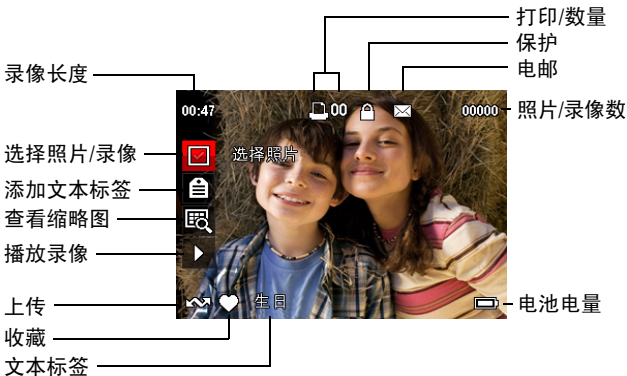 打印/数量
保护
电邮
录像长度
00:47
00
00000
照片/录像数
选择照片/录像
选择照片
添加文本标签
查看缩略图
播放录像
上传
生日
电池电量
收藏
文本标签